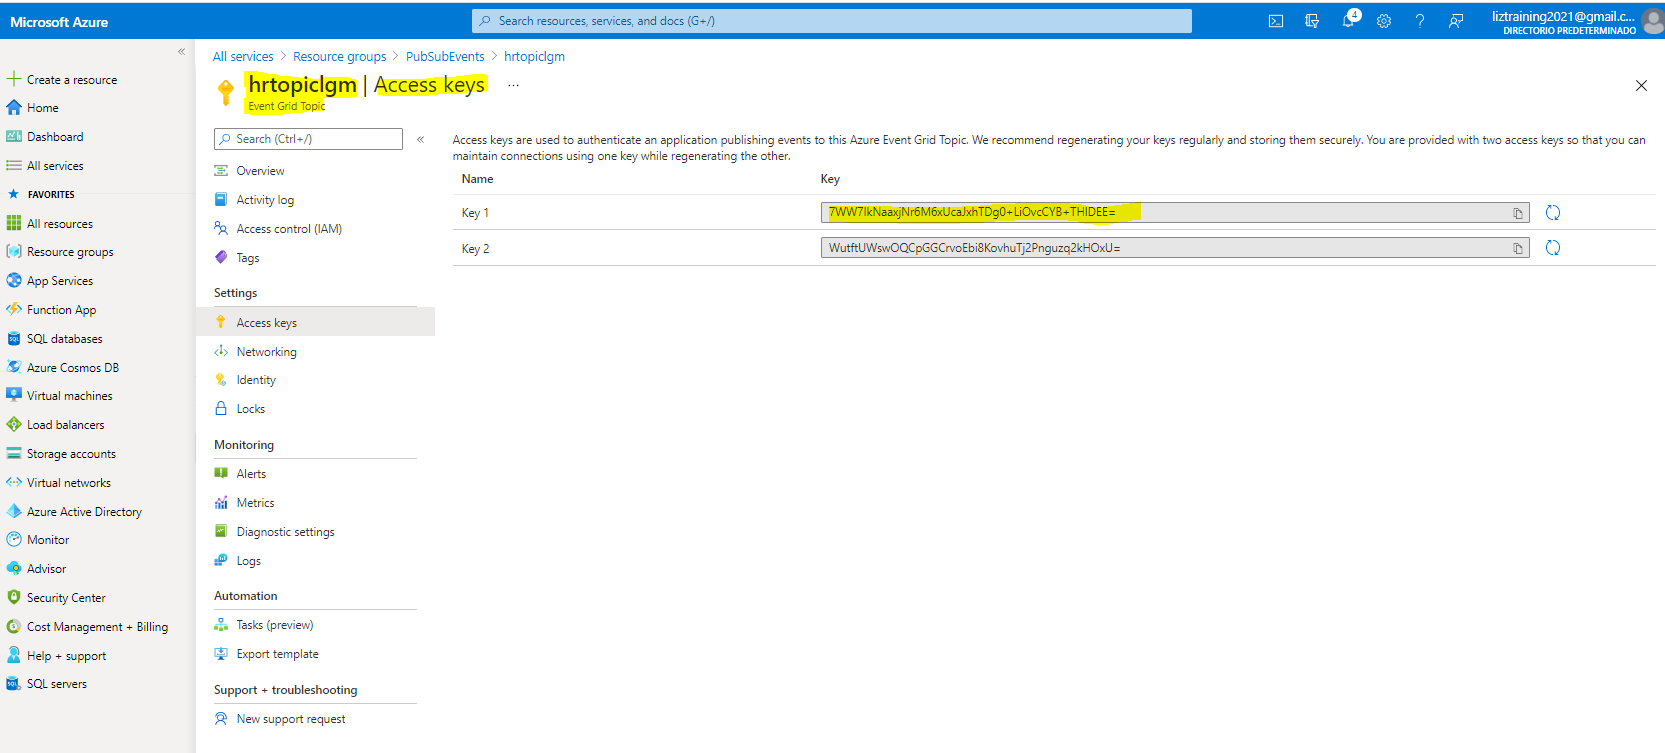 Microsoft Azure
Search resources, services, and docs (G+/)
4
liztraining2021@gmail.c...
DIRECTORIO PREDETERMINADO
Create a resource
Home
Dashboard
All services
FAVORITES
All resources
Resource groups
App Services
Function App
SQL databases
Azure Cosmos DB
Virtual machines
Load balancers
Storage accounts
Virtual networks
Azure Active Directory
Monitor
Advisor
Security Center
Cost Management + Billing
Help + support
SQL servers
All services > Resource groups > PubSubEvents > hrtopiclgm
hrtopiclgm | Access keys ...
Event Grid Topic
Search (Ctrl+/)
Overview
Activity log
Access control (IAM)
Tags
Settings
Access keys
Networking
Identity
Locks
Monitoring
Alerts
Metrics
Diagnostic settings
Logs
Automation
Tasks (preview)
Export template
Support + troubleshooting
New support request
Access keys are used to authenticate an application publishing events to this Azure Event Grid Topic. We recommend regenerating your keys regularly and storing them securely. You are provided with two access keys so that you can
maintain connections using one key while regenerating the other.
Name Key
Key 1 7WW7IkNaaxjNr6M6xUcaJxhTDg0+LiOvcCYB+THIDEE=
Key 2 WutftUWswOQCpGGCrvoEbi8KovhuTj2Pnguzq2kHOxU=